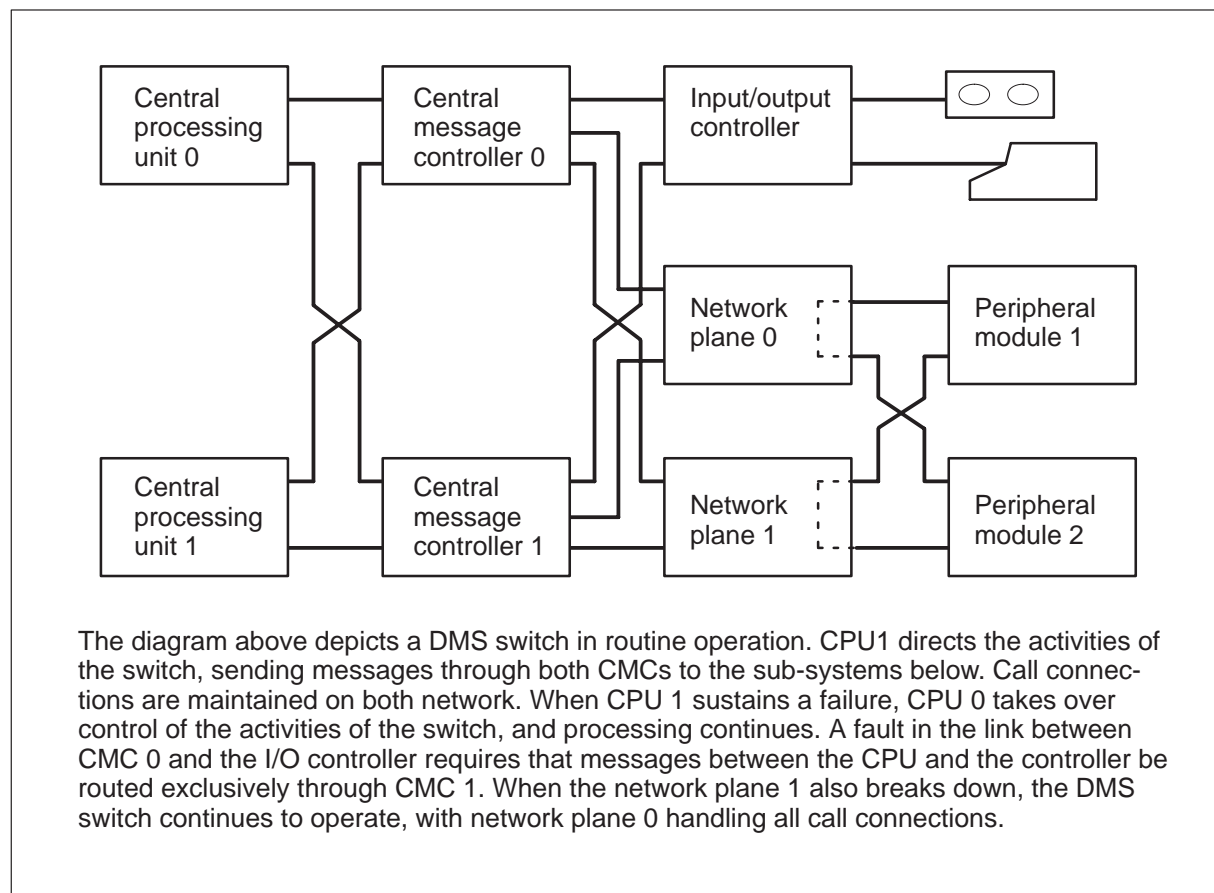 Central
processing
unit 0
Central
message
controller 0
Input/output
controller
Network
plane 0
Peripheral
module 1
Central
processing
unit 1
Central
message
controller 1
Network
plane 1
Peripheral
module 2
The diagram above depicts a DMS switch in routine operation. CPU1 directs the activities of
the switch, sending messages through both CMCs to the sub-systems below. Call connec-
tions are maintained on both network. When CPU 1 sustains a failure, CPU 0 takes over
control of the activities of the switch, and processing continues. A fault in the link between
CMC 0 and the I/O controller requires that messages between the CPU and the controller be
routed exclusively through CMC 1. When the network plane 1 also breaks down, the DMS
switch continues to operate, with network plane 0 handling all call connections.